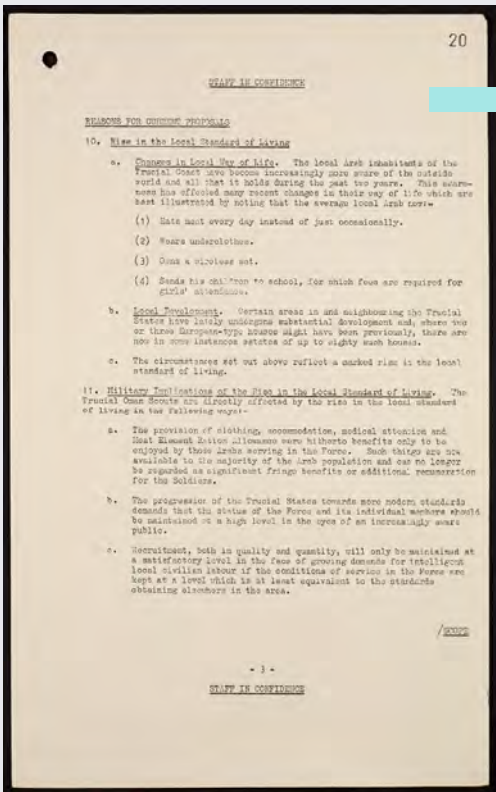 20
STAFF IN CONFIDENCE
REASONS FOR CURRENT PROPOSALS
10. Rise in the Local Standard of Living
a. Changes in Local Way of Life. The local Arab inhabitants of the
Trucial Coast have become increasingly more aware of the outside
world and all that it holds during the past two years. This aware-
ness has effected many recent changes in their way of life which are
best illustrated by noting that the average local Arab now:-
(1) Eats meat every day instead of just occasionally.
(2) Wears underclothes.
(3) Owns a wireless set.
(4) Sends his children to school, for which fees are required for
girls' attendance.
b. Local Development. Certain areas in and neighbouring the Trucial
States have lately undergone substantial development and, where two
or three European-type houses might have been previously, there are
now in some instances estates of up to eighty such houses.
c. The circumstances set out above reflect a marked rise in the local
standard of living.
11. Military Implications of the Rise in the Local Standard of Living. The
Trucial Oman Scouts are directly affected by the rise in the local standard
of living in the following ways:-
a. The provision of clothing, accommodation, medical attention and
Meat Element Ration Allowance were hitherto benefits only to be
enjoyed by those Arabs serving in the Force. Such things are now
available to the majority of the Arab population and can no longer
be regarded as significant fringe benefits or additional remuneration
for the Soldiers.
b. The progression of the Trucial States towards more modern standards
demands that the status of the Force and its individual members should
be maintained at a high level in the eyes of an increasingly aware
public.
c. Recruitment, both in quality and quantity, will only be maintained at
a satisfactory level in the face of growing demands for intelligent
local civilian labour if the conditions of service in the Force are
kept at a level which is at least equivalent to the standards
obtaining elsewhere in the area.
/SCOPE
- 3 -
STAFF IN CONFIDENCE